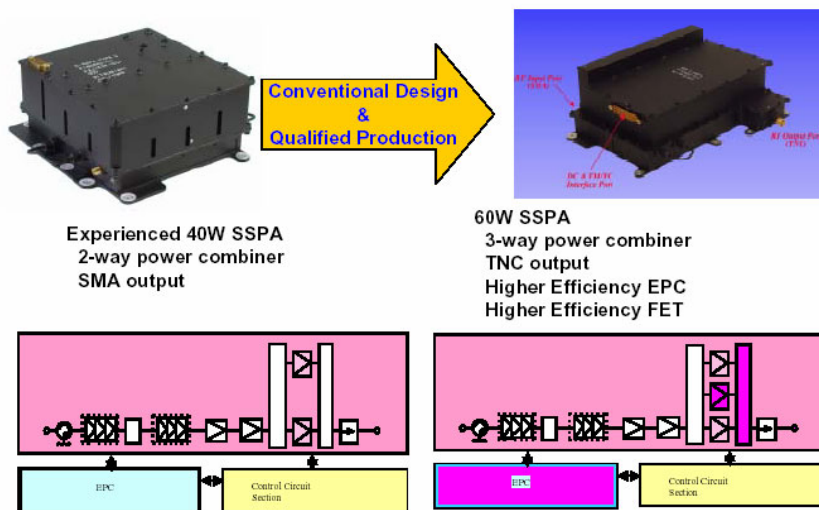 Conventional Design
&
Qualified Production
RF Input Port
(SMA)
RF Output Port
(TNC)
DC & TM/TC
Interface Port
Experienced 40W SSPA
2-way power combiner
SMA output
60W SSPA
3-way power combiner
TNC output
Higher Efficiency EPC
Higher Efficiency FET
EPC
Control Circuit
Section
EPC
Control Circuit
Section